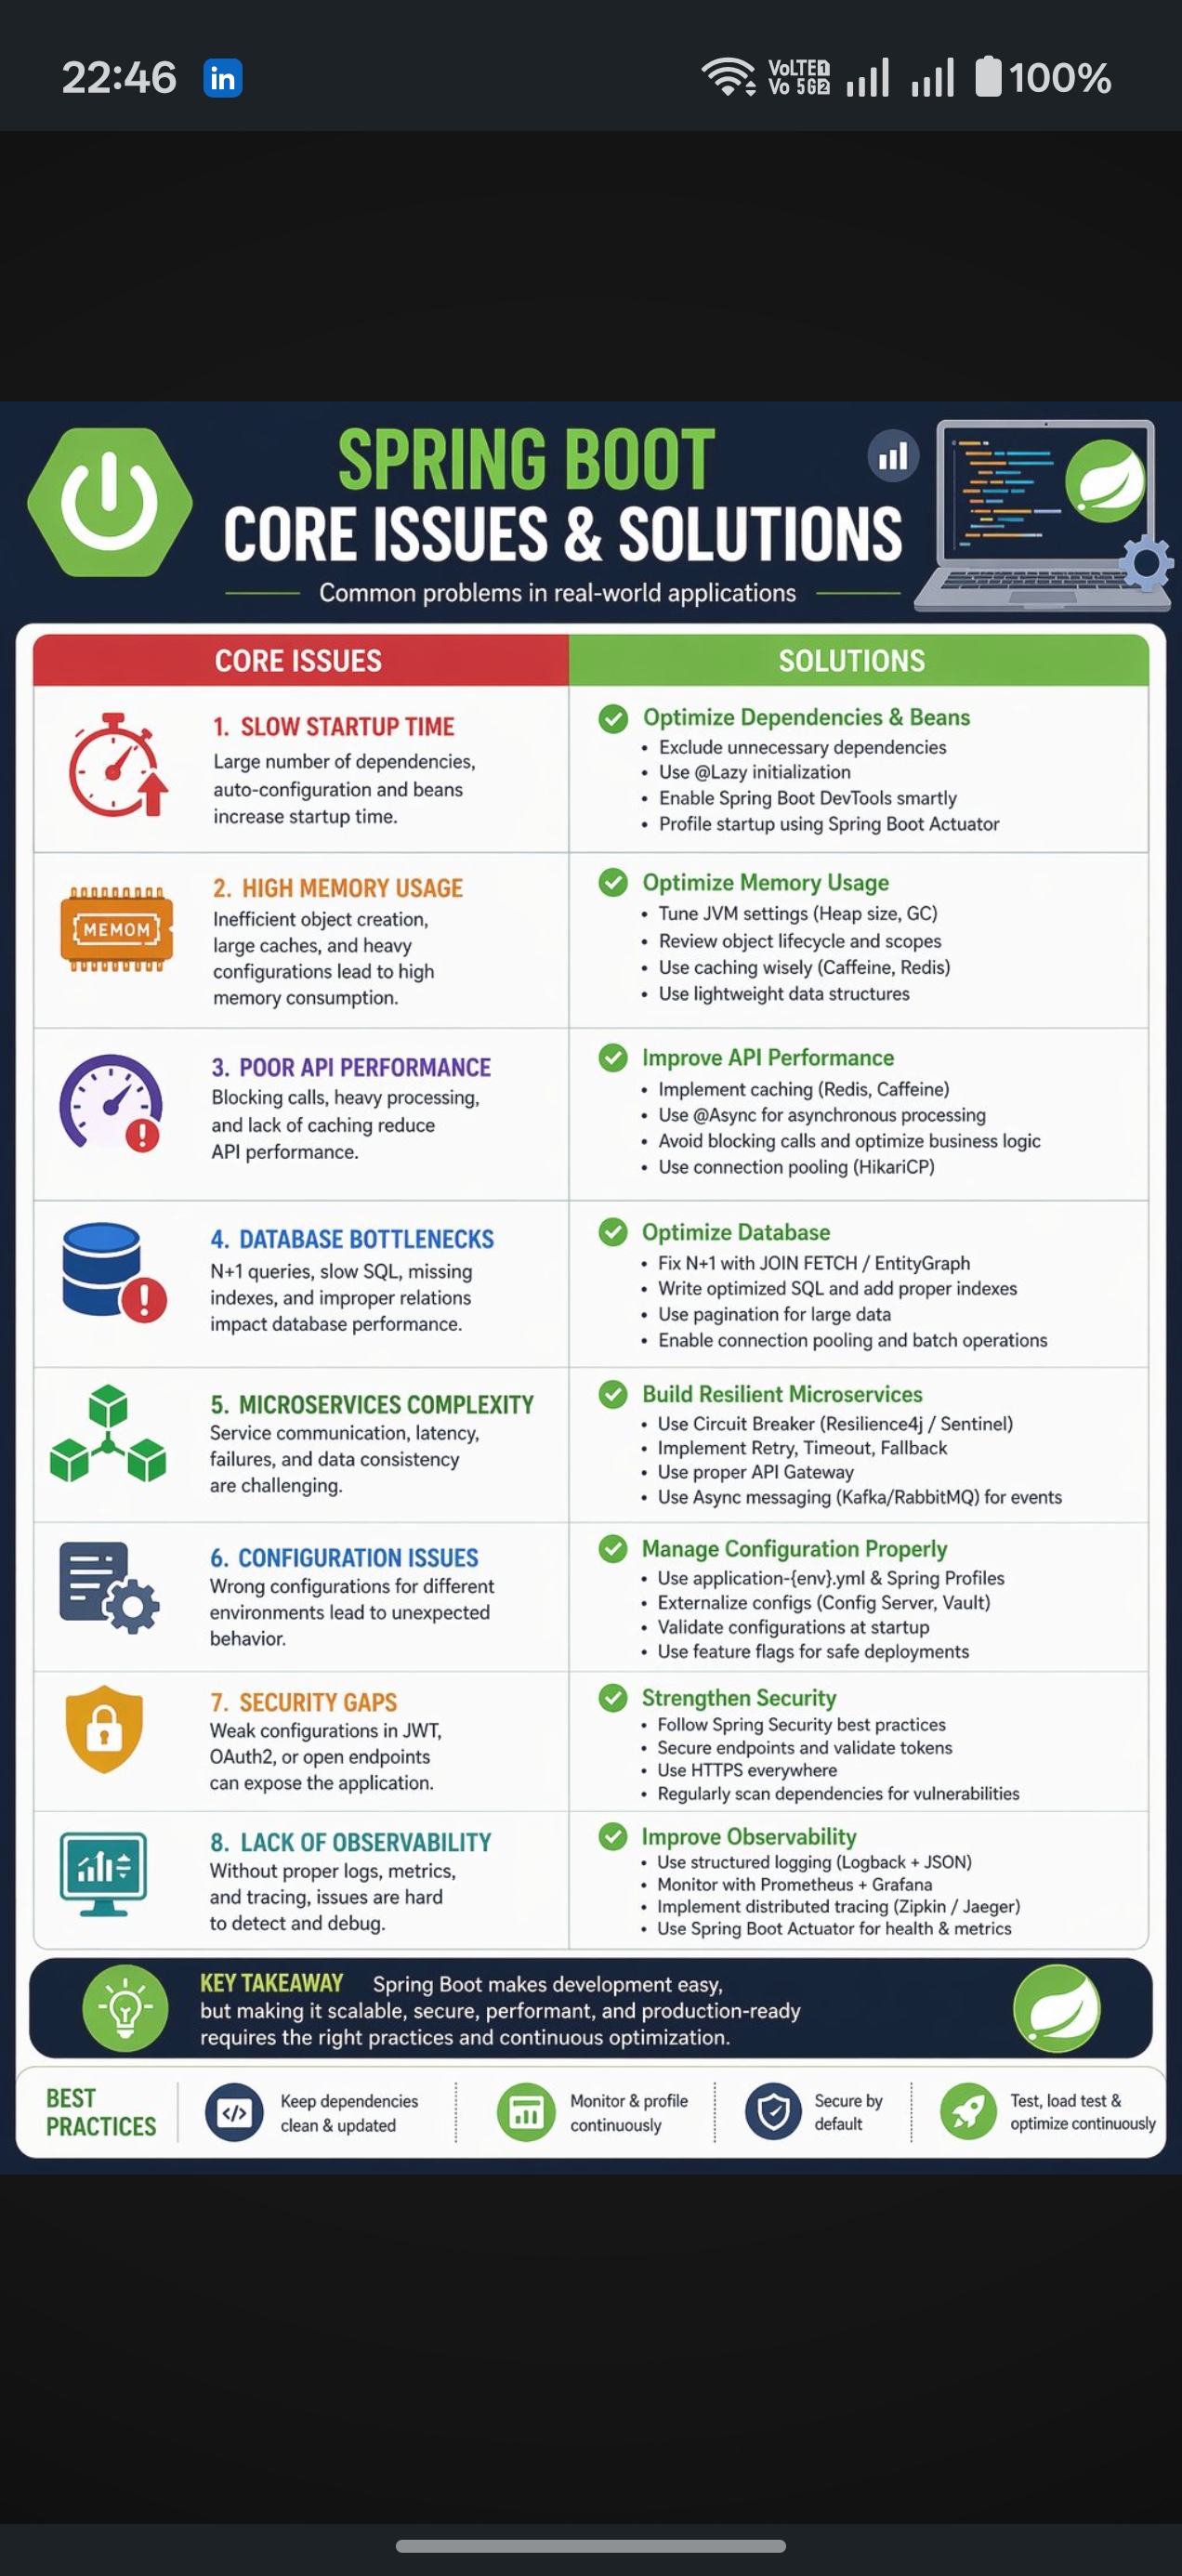 22:46
in
VoLTE1
Vo 5G2
100%
SPRING BOOT
CORE ISSUES & SOLUTIONS
Common problems in real-world applications
CORE ISSUES
SOLUTIONS
1. SLOW STARTUP TIME
Large number of dependencies,
auto-configuration and beans
increase startup time.
Optimize Dependencies & Beans
• Exclude unnecessary dependencies
• Use @Lazy initialization
• Enable Spring Boot DevTools smartly
• Profile startup using Spring Boot Actuator
MEMOM
2. HIGH MEMORY USAGE
Inefficient object creation,
large caches, and heavy
configurations lead to high
memory consumption.
Optimize Memory Usage
• Tune JVM settings (Heap size, GC)
• Review object lifecycle and scopes
• Use caching wisely (Caffeine, Redis)
• Use lightweight data structures
3. POOR API PERFORMANCE
Blocking calls, heavy processing,
and lack of caching reduce
API performance.
Improve API Performance
• Implement caching (Redis, Caffeine)
• Use @Async for asynchronous processing
• Avoid blocking calls and optimize business logic
• Use connection pooling (HikariCP)
4. DATABASE BOTTLENECKS
N+1 queries, slow SQL, missing
indexes, and improper relations
impact database performance.
Optimize Database
• Fix N+1 with JOIN FETCH / EntityGraph
• Write optimized SQL and add proper indexes
• Use pagination for large data
• Enable connection pooling and batch operations
5. MICROSERVICES COMPLEXITY
Service communication, latency,
failures, and data consistency
are challenging.
Build Resilient Microservices
• Use Circuit Breaker (Resilience4j / Sentinel)
• Implement Retry, Timeout, Fallback
• Use proper API Gateway
• Use Async messaging (Kafka/RabbitMQ) for events
6. CONFIGURATION ISSUES
Wrong configurations for different
environments lead to unexpected
behavior.
Manage Configuration Properly
• Use application-{env}.yml & Spring Profiles
• Externalize configs (Config Server, Vault)
• Validate configurations at startup
• Use feature flags for safe deployments
7. SECURITY GAPS
Weak configurations in JWT,
OAuth2, or open endpoints
can expose the application.
Strengthen Security
• Follow Spring Security best practices
• Secure endpoints and validate tokens
• Use HTTPS everywhere
• Regularly scan dependencies for vulnerabilities
8. LACK OF OBSERVABILITY
Without proper logs, metrics,
and tracing, issues are hard
to detect and debug.
Improve Observability
• Use structured logging (Logback + JSON)
• Monitor with Prometheus + Grafana
• Implement distributed tracing (Zipkin / Jaeger)
• Use Spring Boot Actuator for health & metrics
KEY TAKEAWAY Spring Boot makes development easy,
but making it scalable, secure, performant, and production-ready
requires the right practices and continuous optimization.
BEST
PRACTICES
</>
Keep dependencies
clean & updated
Monitor & profile
continuously
Secure by
default
Test, load test &
optimize continuously